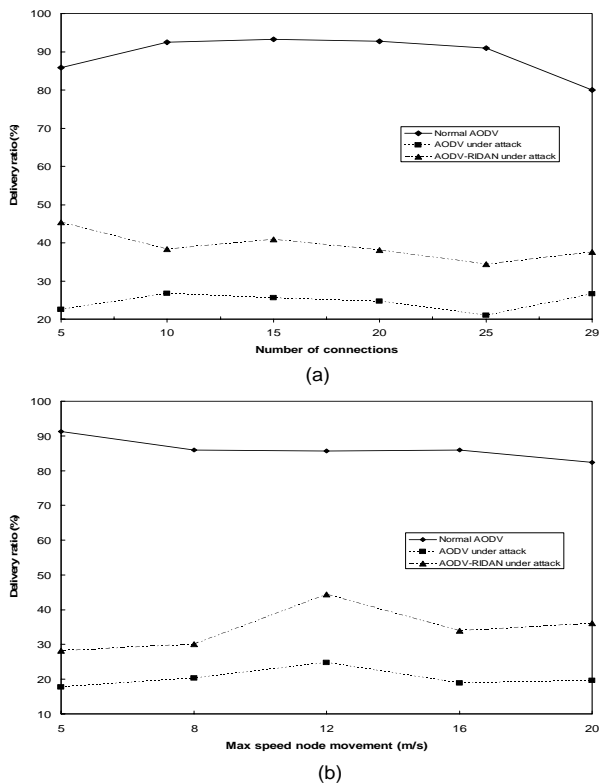 100
90
80
70
60
50
40
30
20
Delivery ratio (%)
Normal AODV
AODV under attack
AODV-RIDAN under attack
5 10 15 20 25 29
Number of connections
(a)
100
90
80
70
60
50
40
30
20
10
Delivery ratio (%)
Normal AODV
AODV under attack
AODV-RIDAN under attack
5 8 12 16 20
Max speed node movement (m/s)
(b)